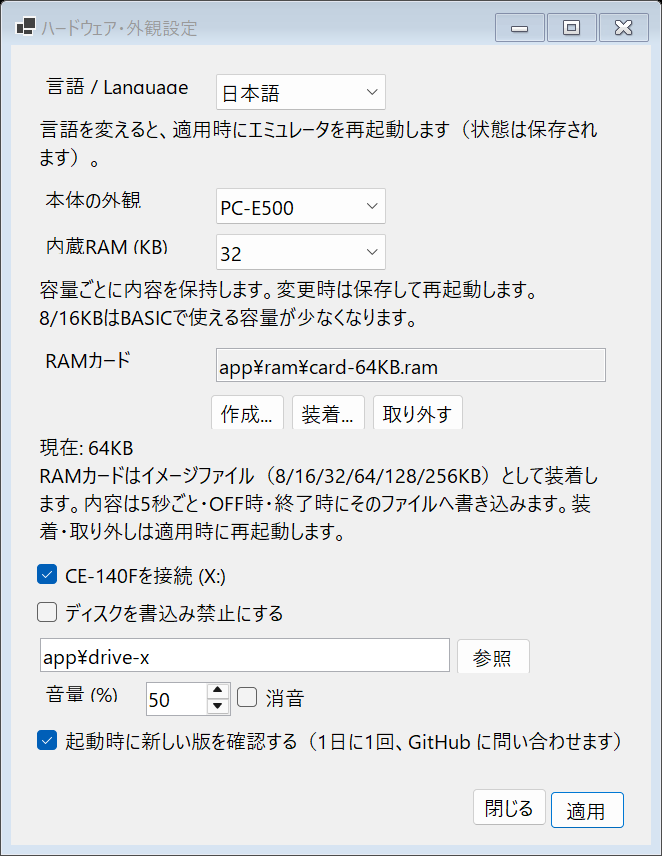 ハードウェア・外観設定
言語 / Language
日本語
言語を変えると、適用時にエミュレータを再起動します（状態は保存され
ます）。
本体の外観
PC-E500
内蔵RAM (KB)
32
容量ごとに内容を保持します。変更時は保存して再起動します。
8/16KBはBASICで使える容量が少なくなります。
RAMカード
app¥ram¥card-64KB.ram
作成... 装着... 取り外す
現在: 64KB
RAMカードはイメージファイル（8/16/32/64/128/256KB）として装着し
ます。内容は5秒ごと・OFF時・終了時にそのファイルへ書き込みます。装
着・取り外しは適用時に再起動します。
CE-140Fを接続 (X:)
ディスクを書込み禁止にする
app¥drive-x 参照
音量 (%) 50 消音
起動時に新しい版を確認する（1日に1回、GitHub に問い合わせます）
閉じる 適用